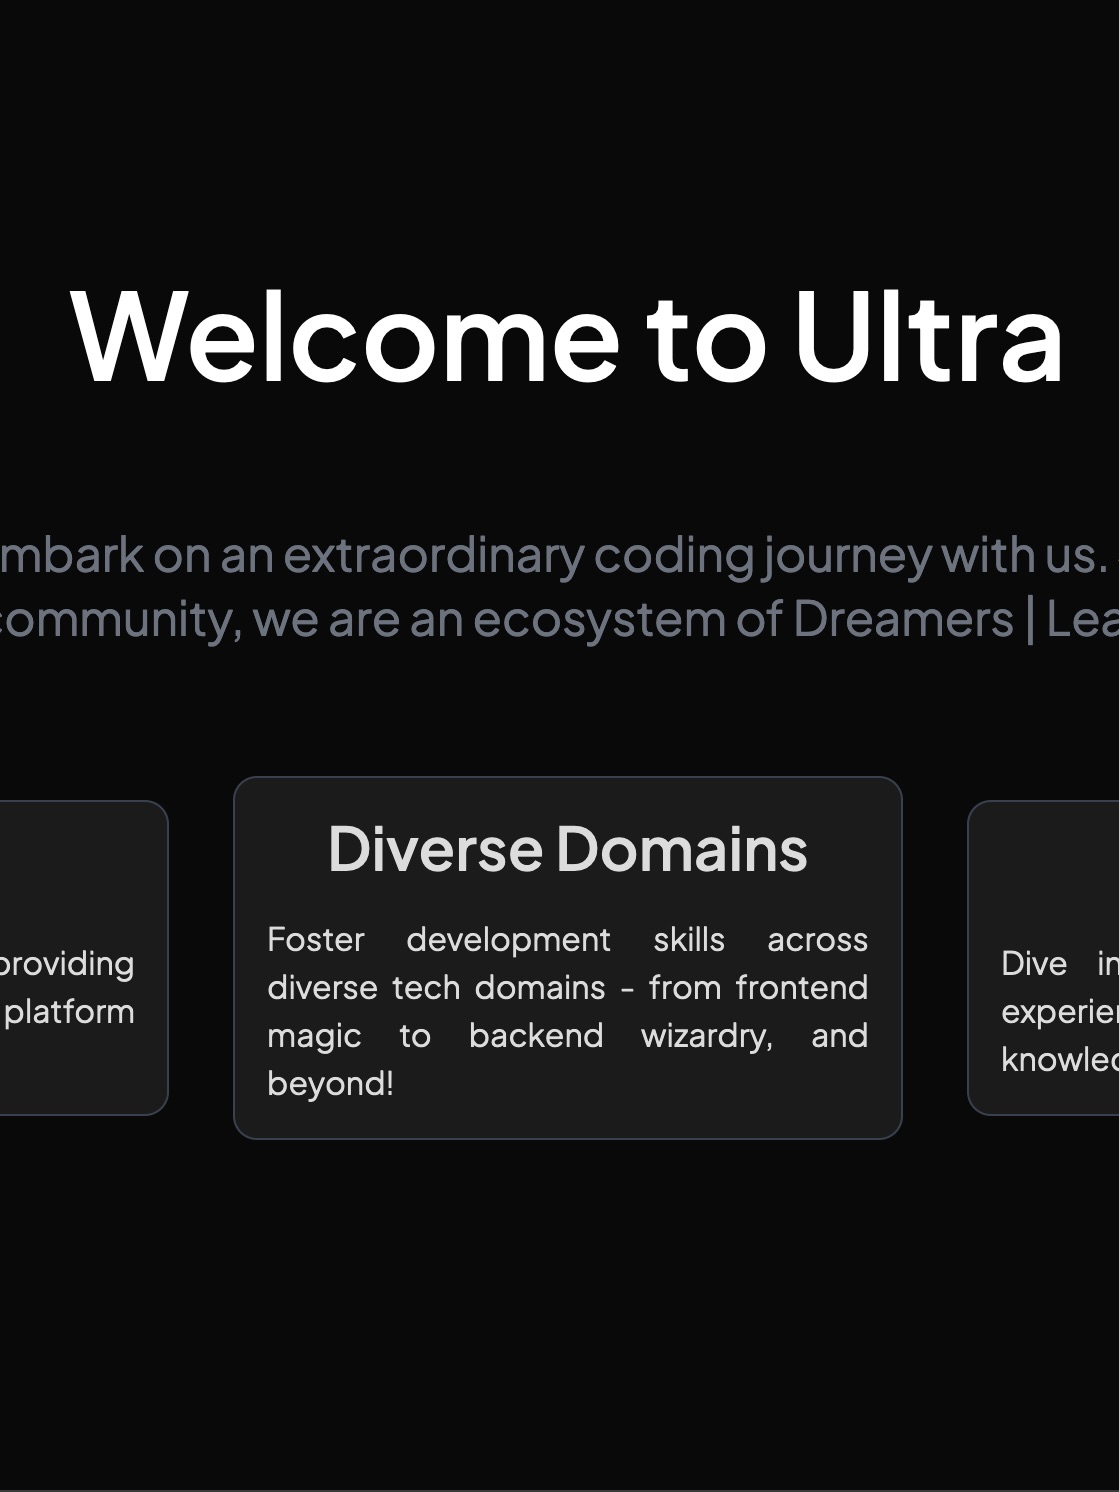 Welcome to Ultra
mbark on an extraordinary coding journey with us.
community, we are an ecosystem of Dreamers | Lea
providing
platform
Diverse Domains
Foster development skills across
diverse tech domains - from frontend
magic to backend wizardry, and
beyond!
Dive in
experien
knowled